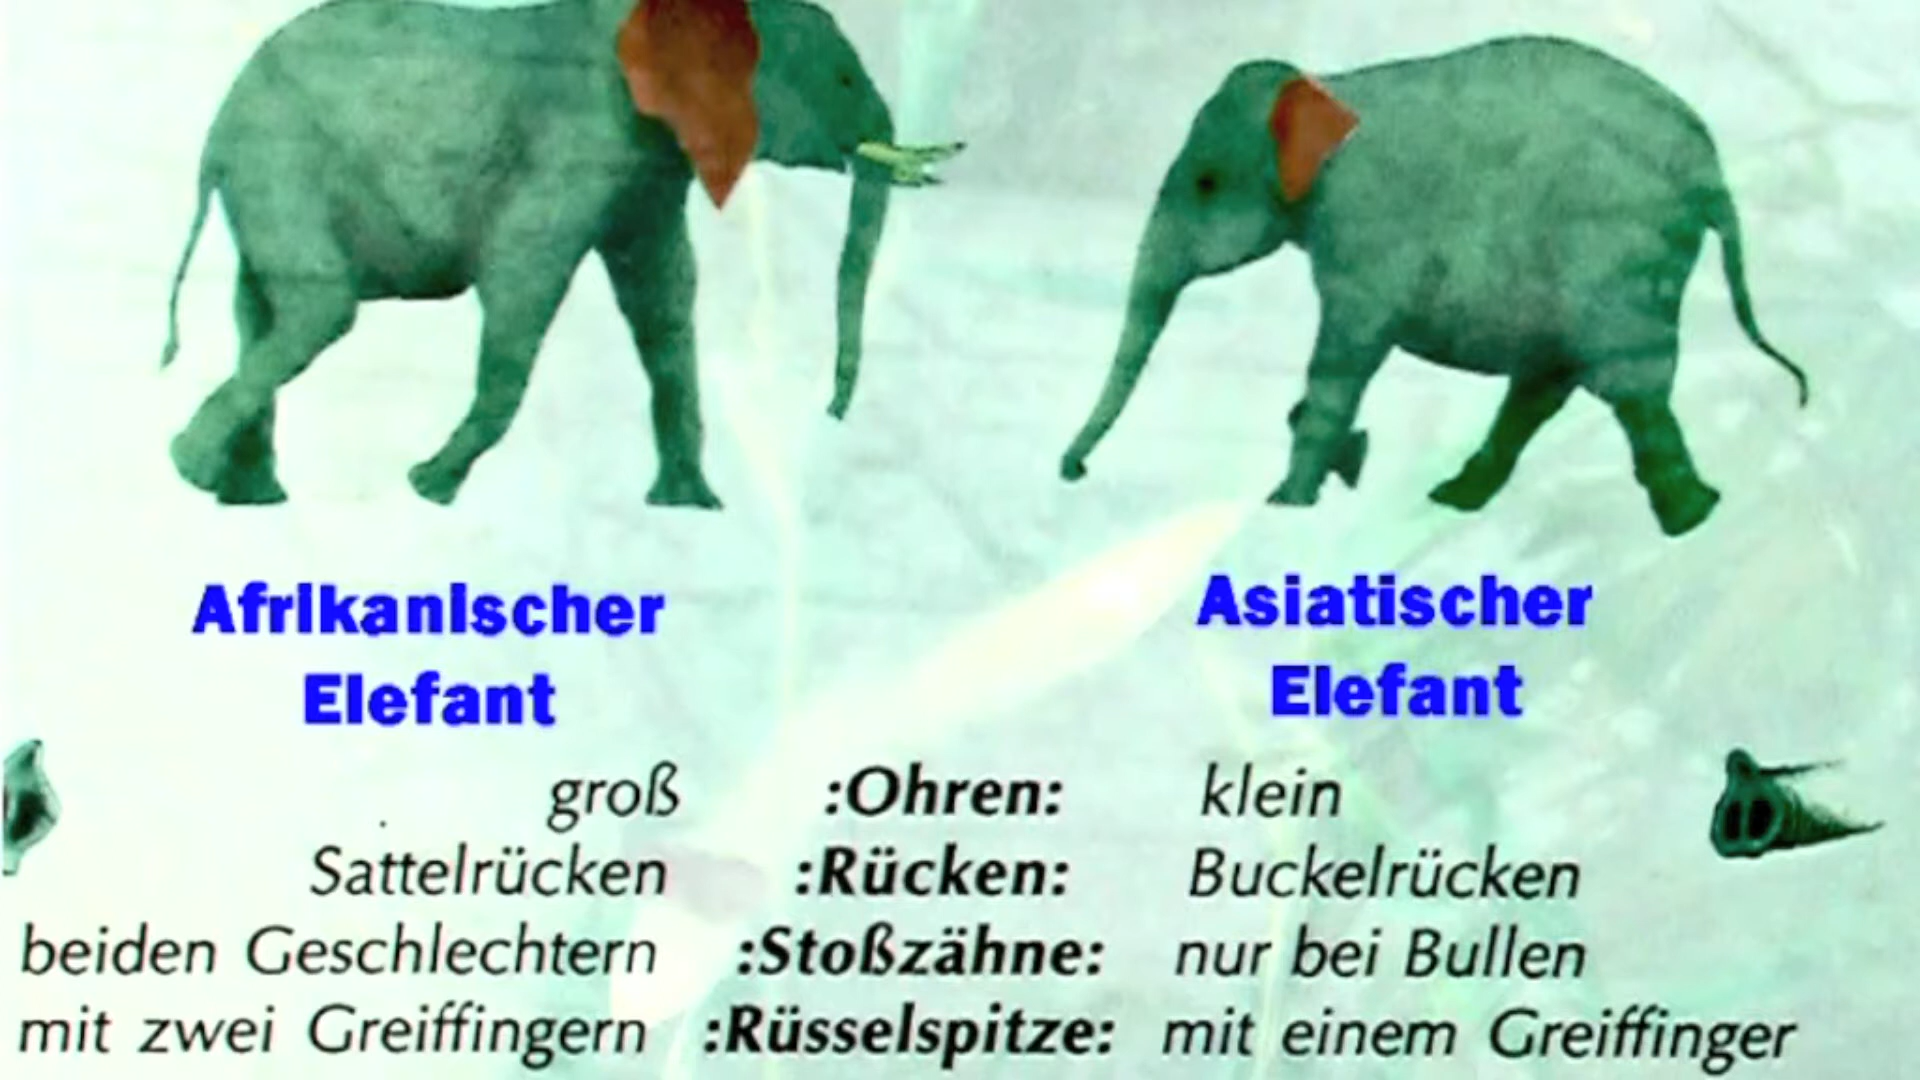 Afrikanischer
Elefant
Asiatischer
Elefant
groß :Ohren: klein
Sattelrücken :Rücken: Buckelrücken
beiden Geschlechtern :Stoßzähne: nur bei Bullen
mit zwei Greiffingern :Rüsselspitze: mit einem Greiffinger